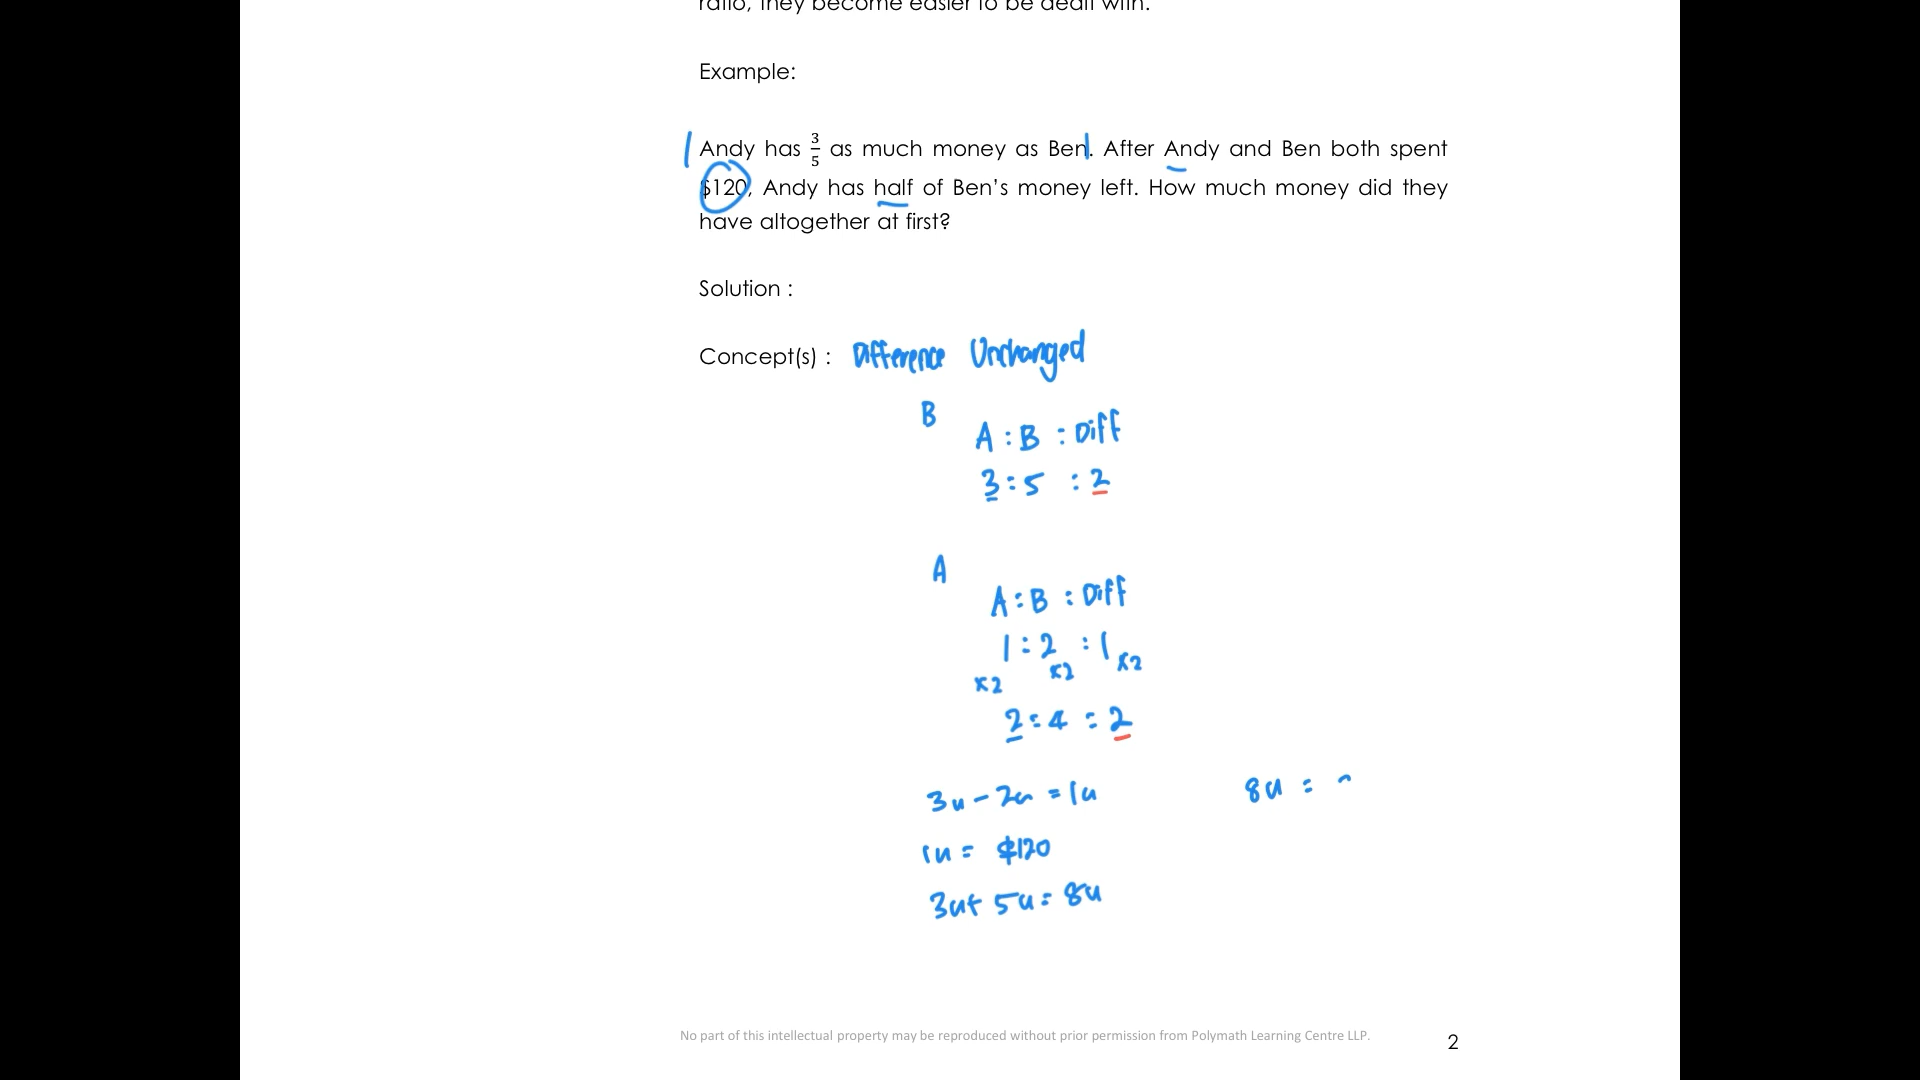 ratio, they become easier to be dealt with.
Example:
Andy has 3/5 as much money as Ben. After Andy and Ben both spent
$120, Andy has half of Ben’s money left. How much money did they
have altogether at first?
Solution :
Concept(s) : Difference Unchanged
B
A : B : Diff
3 : 5 : 2
A
A : B : Diff
1 : 2 : 1
x2 x2 x2
2 : 4 : 2
3u - 2u = 1u
8u =
1u = $120
3u + 5u = 8u
No part of this intellectual property may be reproduced without prior permission from Polymath Learning Centre LLP.
2